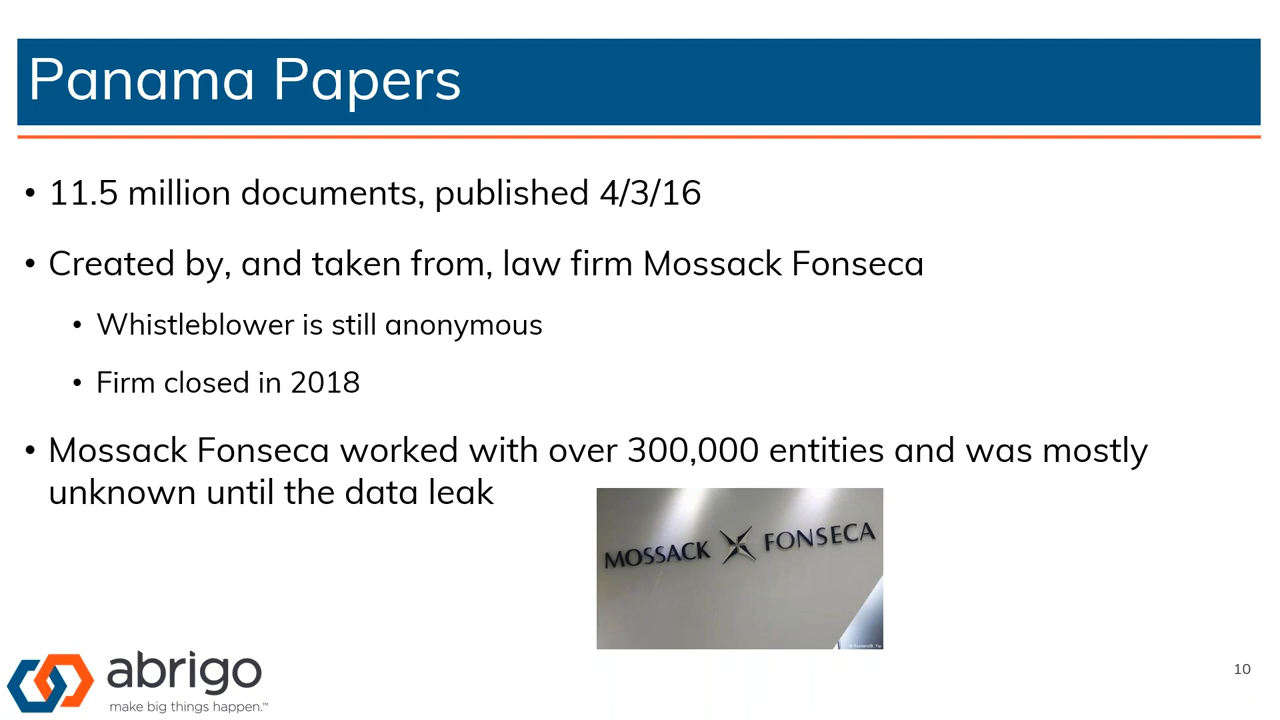 Panama Papers
• 11.5 million documents, published 4/3/16
• Created by, and taken from, law firm Mossack Fonseca
• Whistleblower is still anonymous
• Firm closed in 2018
• Mossack Fonseca worked with over 300,000 entities and was mostly
unknown until the data leak
MOSSACK FONSECA
abrigo
make big things happen.™
10